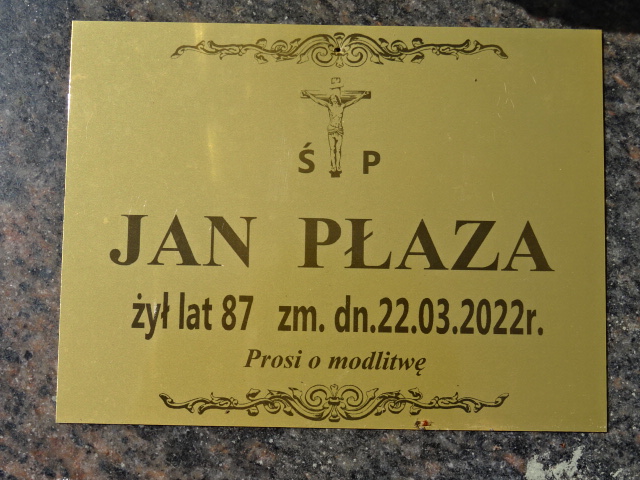 Ś P
JAN PŁAZA
żył lat 87 zm. dn.22.03.2022r.
Prosi o modlitwę